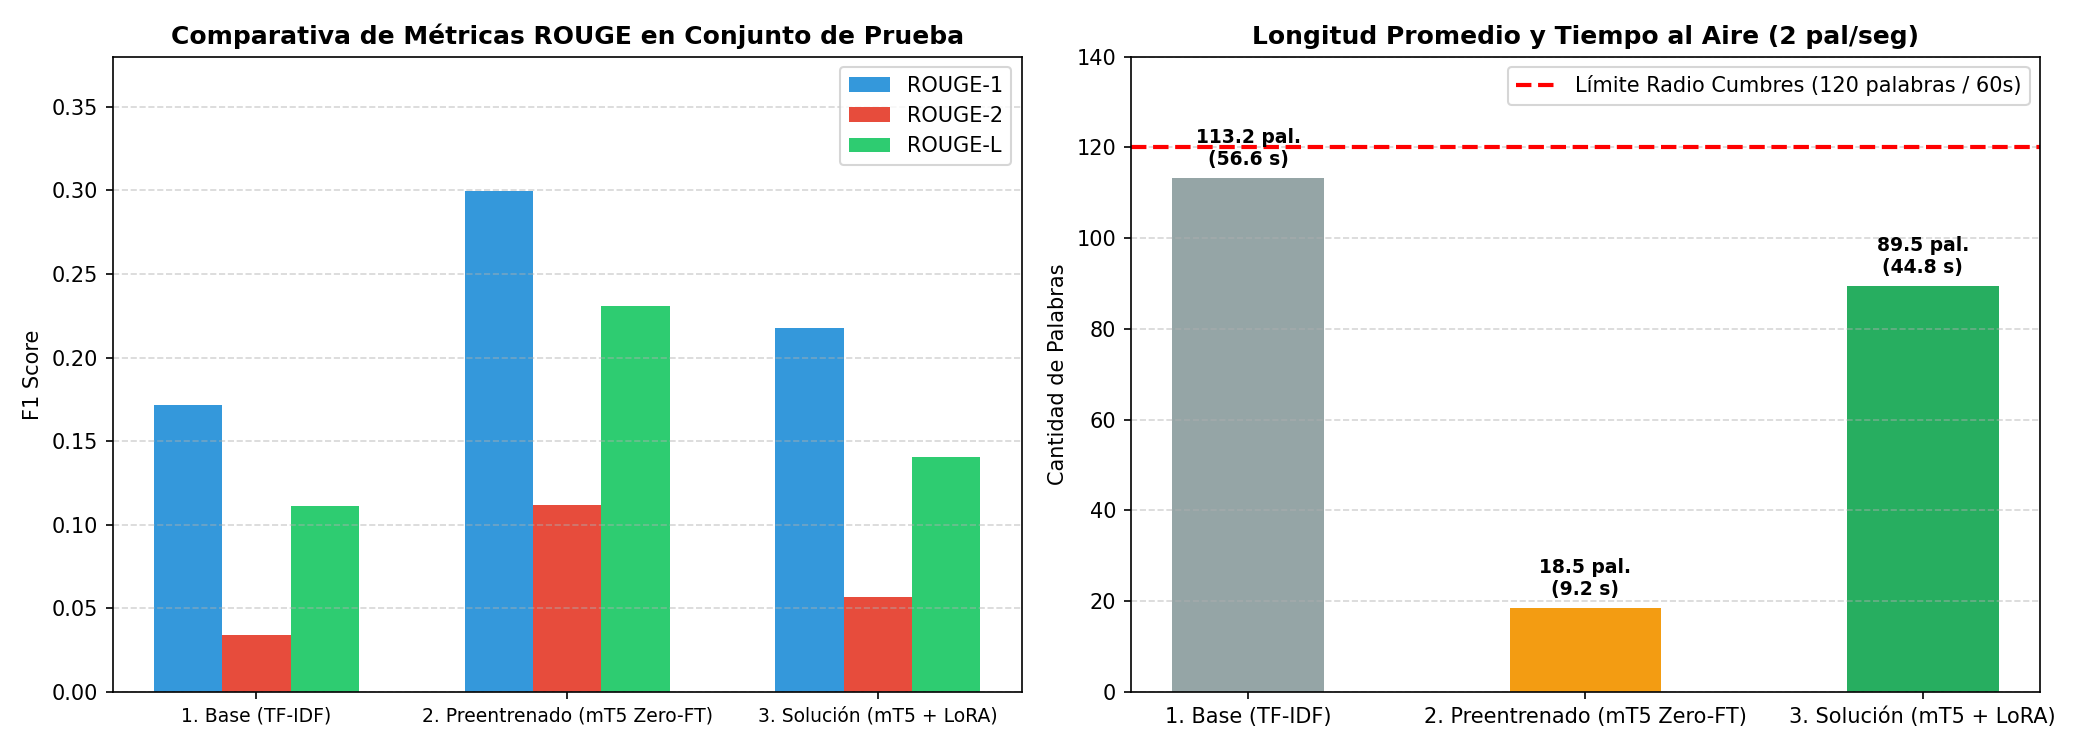 Comparativa de Métricas ROUGE en Conjunto de Prueba
F1 Score
0.35
0.30
0.25
0.20
0.15
0.10
0.05
0.00
ROUGE-1
ROUGE-2
ROUGE-L
1. Base (TF-IDF)
2. Preentrenado (mT5 Zero-FT)
3. Solución (mT5 + LoRA)
Longitud Promedio y Tiempo al Aire (2 pal/seg)
Cantidad de Palabras
140
120
100
80
60
40
20
0
Límite Radio Cumbres (120 palabras / 60s)
113.2 pal.
(56.6 s)
18.5 pal.
(9.2 s)
89.5 pal.
(44.8 s)
1. Base (TF-IDF)
2. Preentrenado (mT5 Zero-FT)
3. Solución (mT5 + LoRA)